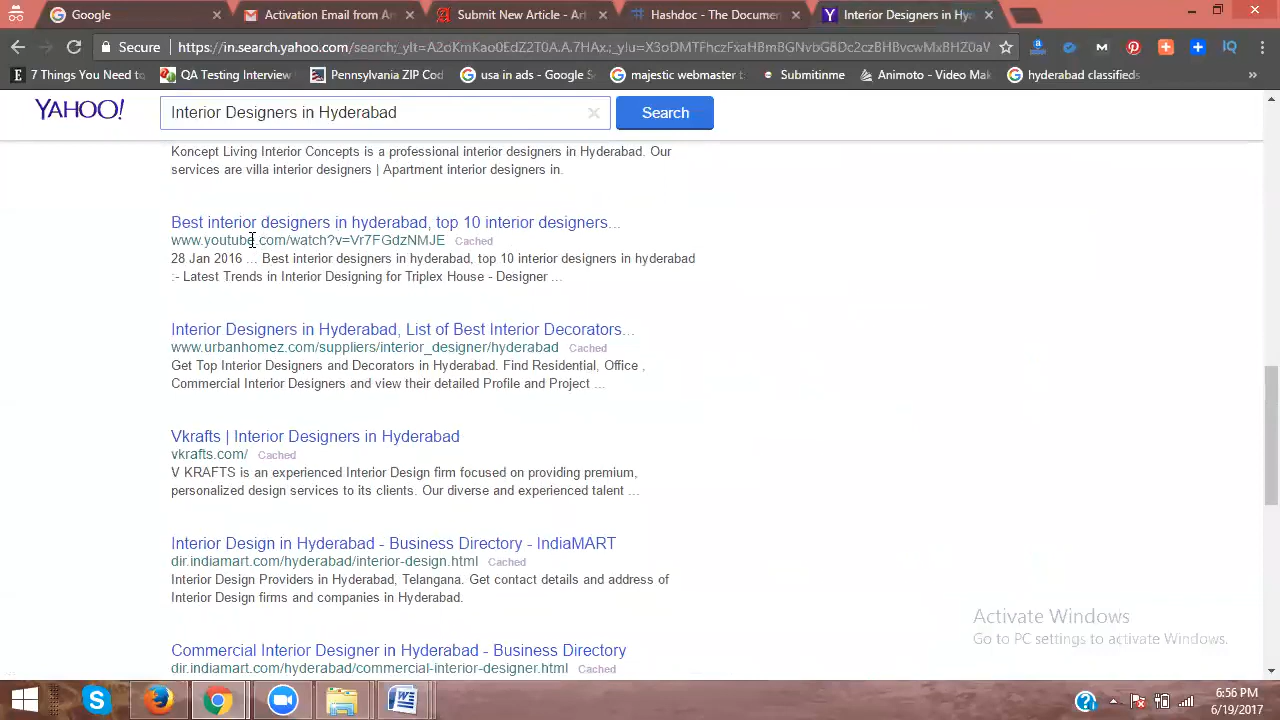 Google
Activation Email from Ar
Submit New Article - Art
Hashdoc - The Documen
Interior Designers in Hy
Secure
https://in.search.yahoo.com/search;_ylt=
7 Things You Need to
QA Testing Interview
Pennsylvania ZIP Cod
usa in ads - Google S
majestic webmaster
Submitinme
Animoto - Video Ma
hyderabad classifieds
YAHOO!
Interior Designers in Hyderabad
Search
Koncept Living Interior Concepts is a professional interior designers in Hyderabad. Our
services are villa interior designers | Apartment interior designers in.
Best interior designers in hyderabad, top 10 interior designers...
www.youtube.com/watch?v=Vr7FGdzNMJE Cached
28 Jan 2016 ... Best interior designers in hyderabad, top 10 interior designers in hyderabad
:- Latest Trends in Interior Designing for Triplex House - Designer ...
Interior Designers in Hyderabad, List of Best Interior Decorators...
www.urbanhomez.com/suppliers/interior_designer/hyderabad Cached
Get Top Interior Designers and Decorators in Hyderabad. Find Residential, Office ,
Commercial Interior Designers and view their detailed Profile and Project ...
Vkrafts | Interior Designers in Hyderabad
vkrafts.com/ Cached
V KRAFTS is an experienced Interior Design firm focused on providing premium,
personalized design services to its clients. Our diverse and experienced talent ...
Interior Design in Hyderabad - Business Directory - IndiaMART
dir.indiamart.com/hyderabad/interior-design.html Cached
Interior Design Providers in Hyderabad, Telangana. Get contact details and address of
Interior Design firms and companies in Hyderabad.
Commercial Interior Designer in Hyderabad - Business Directory
dir.indiamart.com/hyderabad/commercial-interior-designer.html Cached
Activate Windows
Go to PC settings to activate Windows.
6:56 PM
6/19/2017